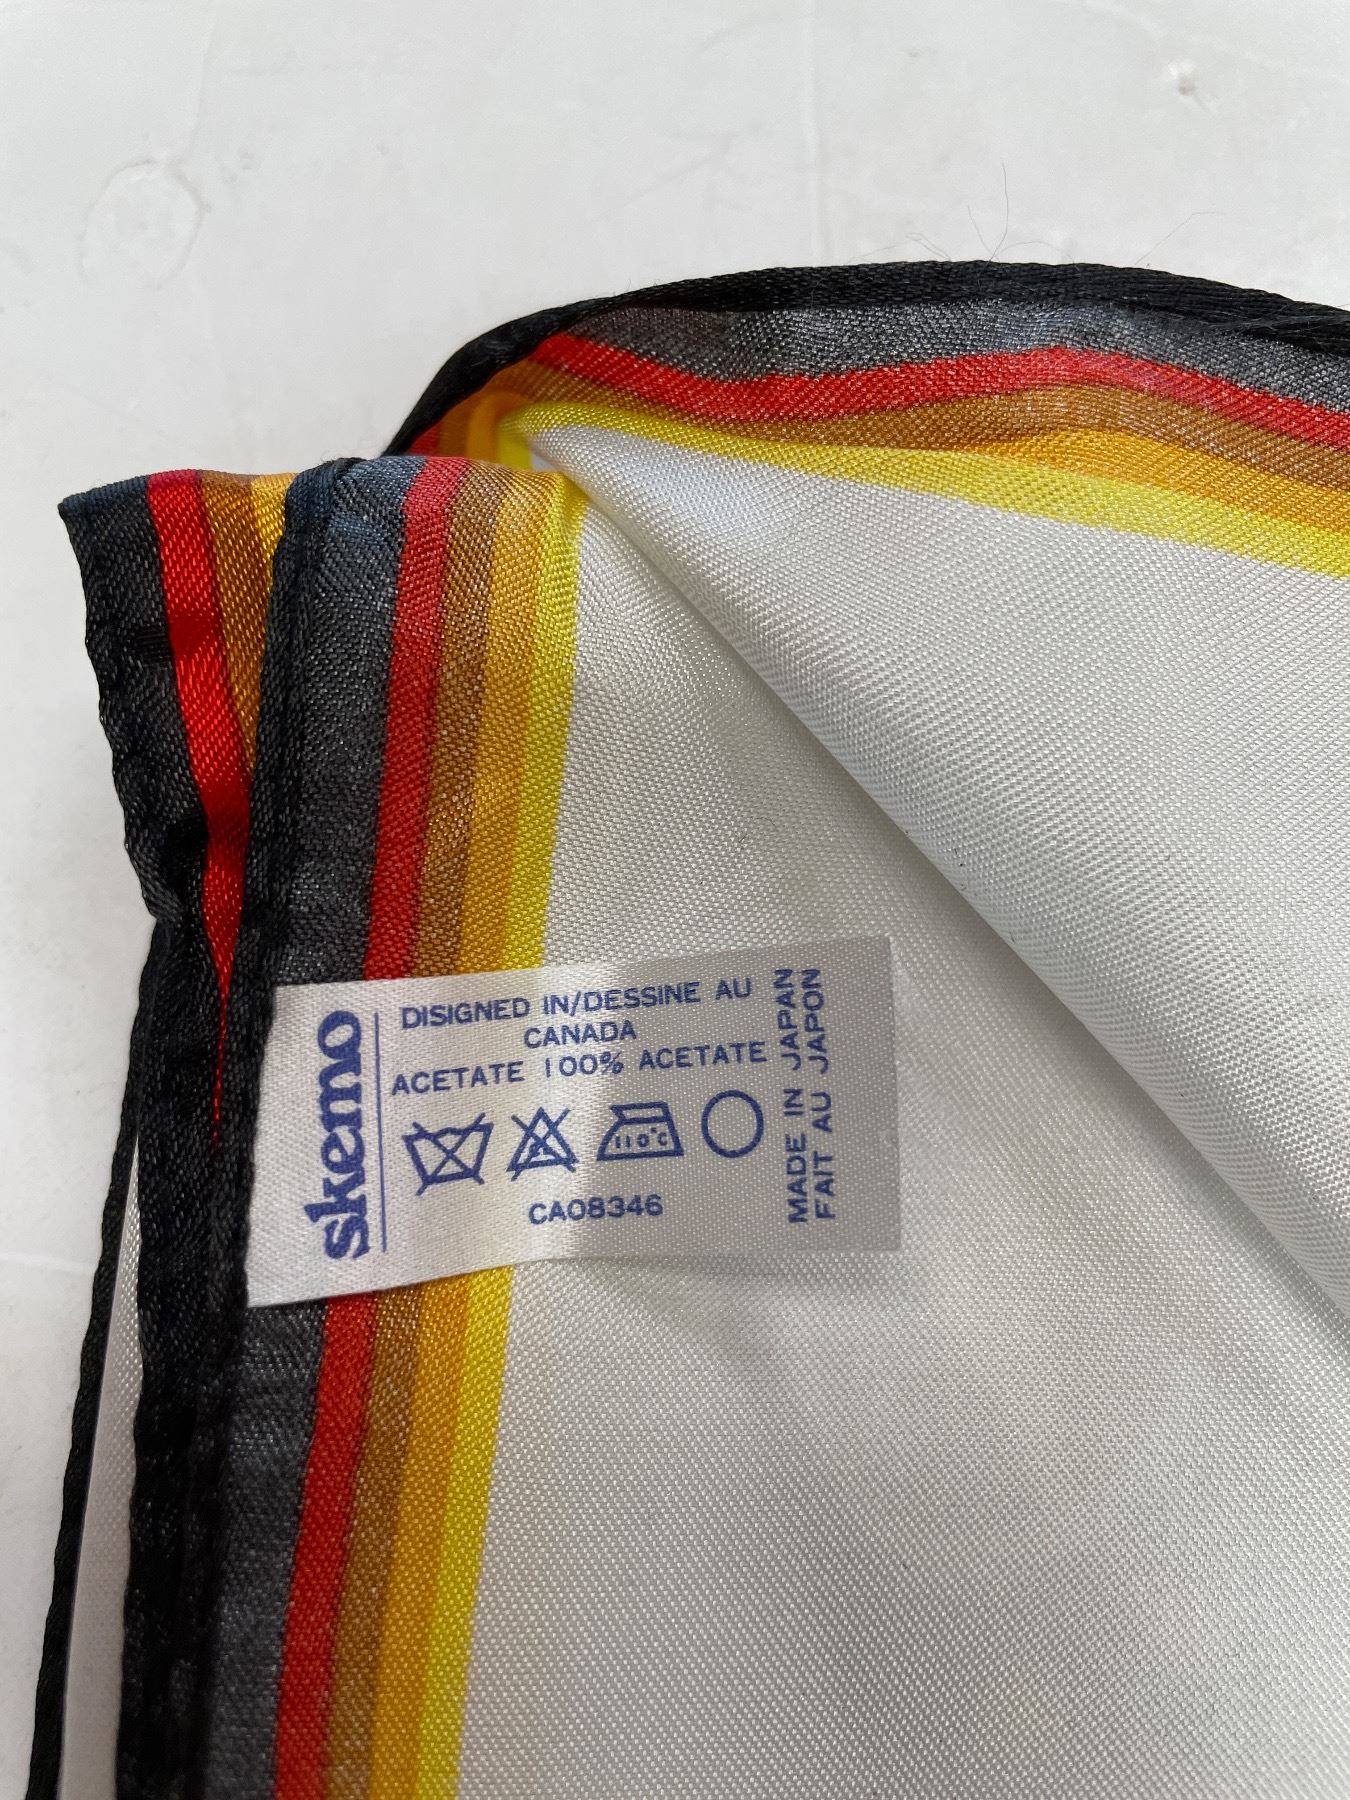 skemo
DISIGNED IN/DESSINE AU
CANADA
ACETATE 100% ACETATE
110°C
CA08346
MADE IN JAPAN
FAIT AU JAPON